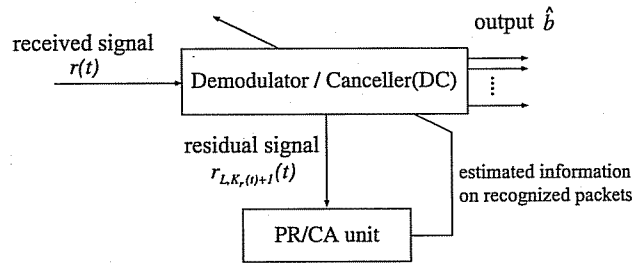 output b̂
received signal
r(t)
Demodulator / Canceller(DC)
residual signal
r_{L,K_r(t)+1}(t)
estimated information
on recognized packets
PR/CA unit